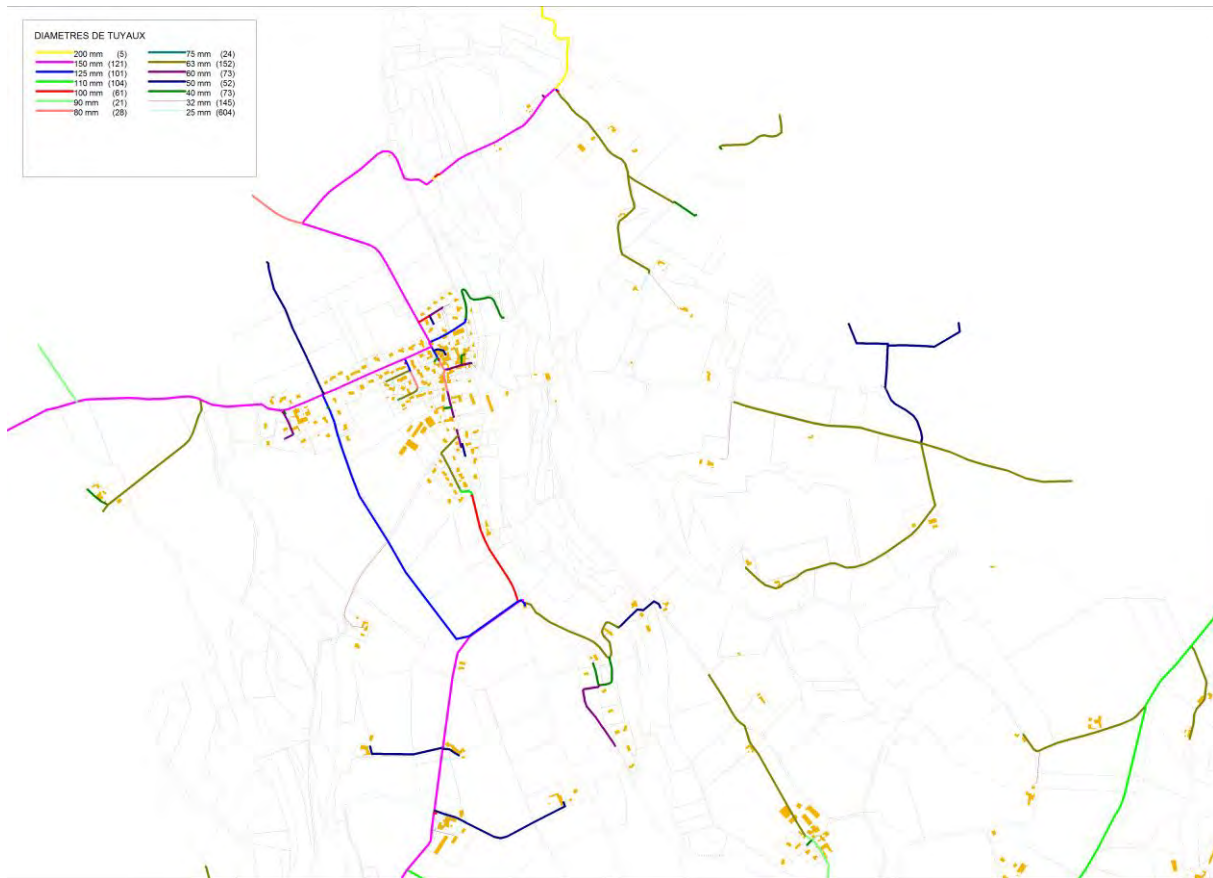 DIAMETRES DE TUYAUX
200 mm (5) 75 mm (24)
150 mm (121) 63 mm (152)
125 mm (101) 60 mm (73)
110 mm (104) 50 mm (52)
100 mm (61) 40 mm (73)
90 mm (21) 32 mm (145)
80 mm (28) 25 mm (604)